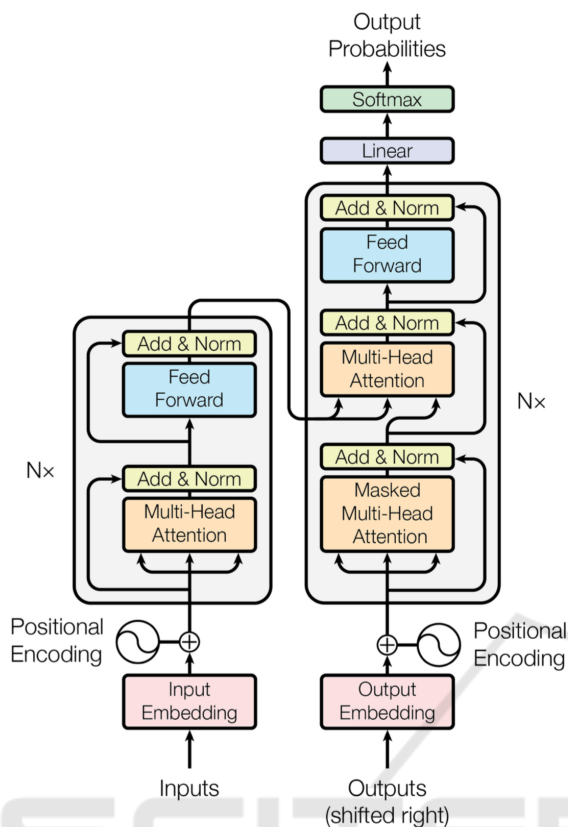 Output
Probabilities
Softmax
Linear
Add & Norm
Feed
Forward
Add & Norm
Multi-Head
Attention
Add & Norm
Masked
Multi-Head
Attention
Nx
Add & Norm
Feed
Forward
Add & Norm
Multi-Head
Attention
Nx
Positional
Encoding
Positional
Encoding
Input
Embedding
Output
Embedding
Inputs
Outputs
(shifted right)